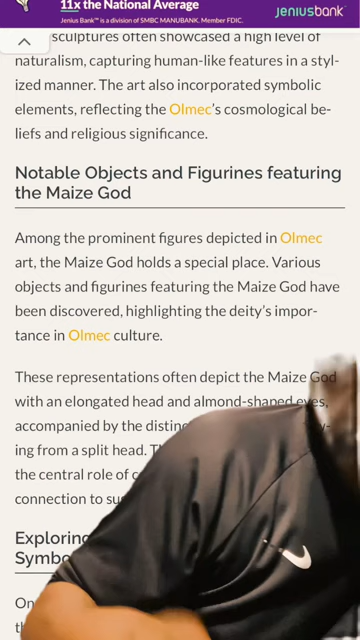 11x the National Average
Jenius Bank™ is a division of SMBC MANUBANK. Member FDIC.
jeniusbank
sculptures often showcased a high level of
naturalism, capturing human-like features in a styl-
ized manner. The art also incorporated symbolic
elements, reflecting the Olmec's cosmological be-
liefs and religious significance.
Notable Objects and Figurines featuring
the Maize God
Among the prominent figures depicted in Olmec
art, the Maize God holds a special place. Various
objects and figurines featuring the Maize God have
been discovered, highlighting the deity's impor-
tance in Olmec culture.
These representations often depict the Maize God
with an elongated head and almond-shaped eyes,
accompanied by the
ing from a split head.
the central role of
connection to
Exploring